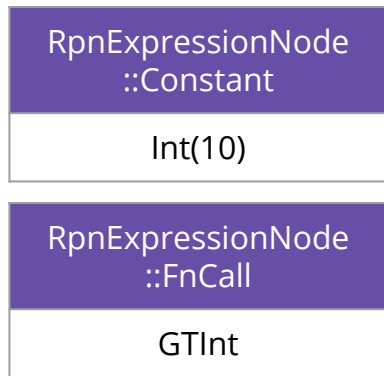 RpnExpressionNode
::Constant
Int(10)
RpnExpressionNode
::FnCall
GTInt